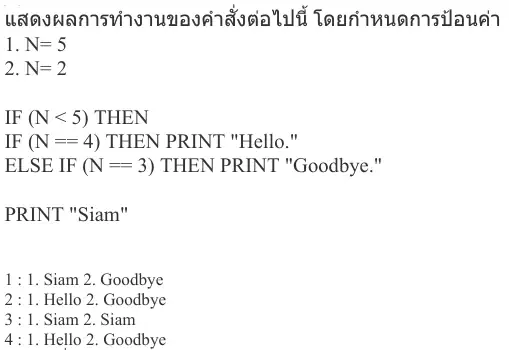 แสดงผลการทำงานของคำสั่งต่อไปนี้ โดยกำหนดการป้อนค่า
1. N= 5
2. N= 2
IF (N < 5) THEN
IF (N == 4) THEN PRINT "Hello."
ELSE IF (N == 3) THEN PRINT "Goodbye."
PRINT "Siam"
1 : 1. Siam 2. Goodbye
2 : 1. Hello 2. Goodbye
3 : 1. Siam 2. Siam
4 : 1. Hello 2. Goodbye